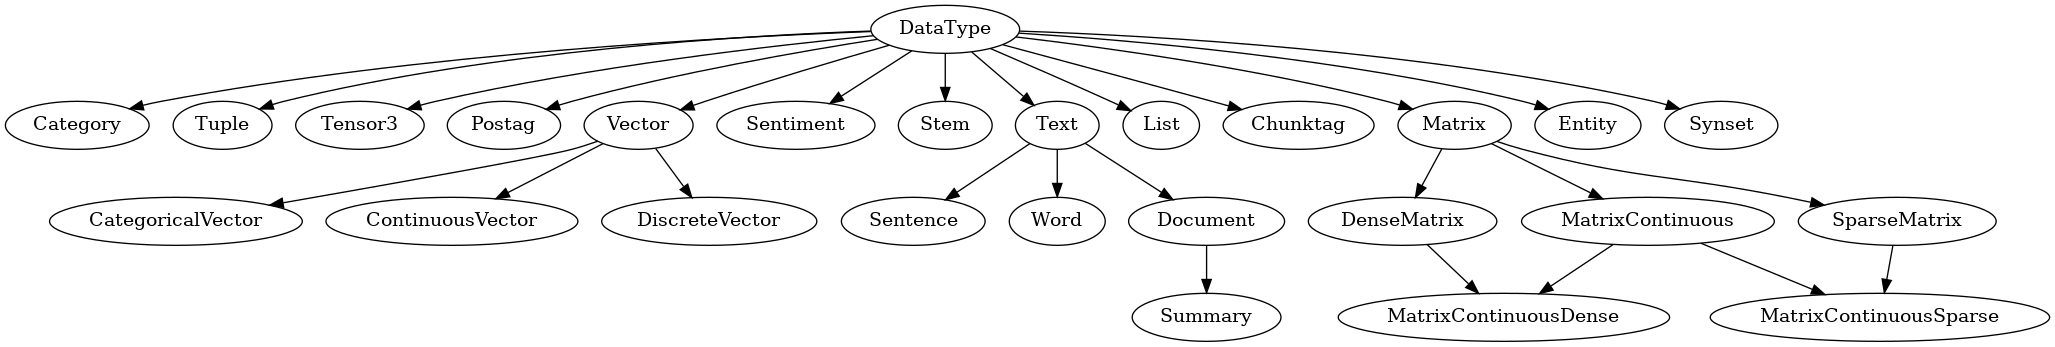 DataType
Category
Tuple
Tensor3
Postag
Vector
Sentiment
Stem
Text
List
Chunktag
Matrix
Entity
Synset
CategoricalVector
ContinuousVector
DiscreteVector
Sentence
Word
Document
DenseMatrix
MatrixContinuous
SparseMatrix
Summary
MatrixContinuousDense
MatrixContinuousSparse